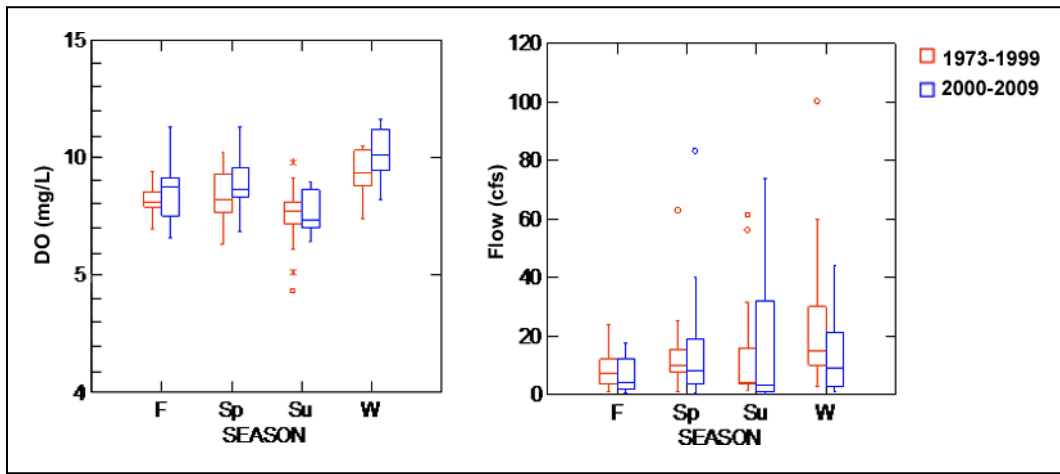 15
10
5
4
DO (mg/L)
F Sp Su W
SEASON
120
100
80
60
40
20
0
Flow (cfs)
F Sp Su W
SEASON
1973-1999
2000-2009